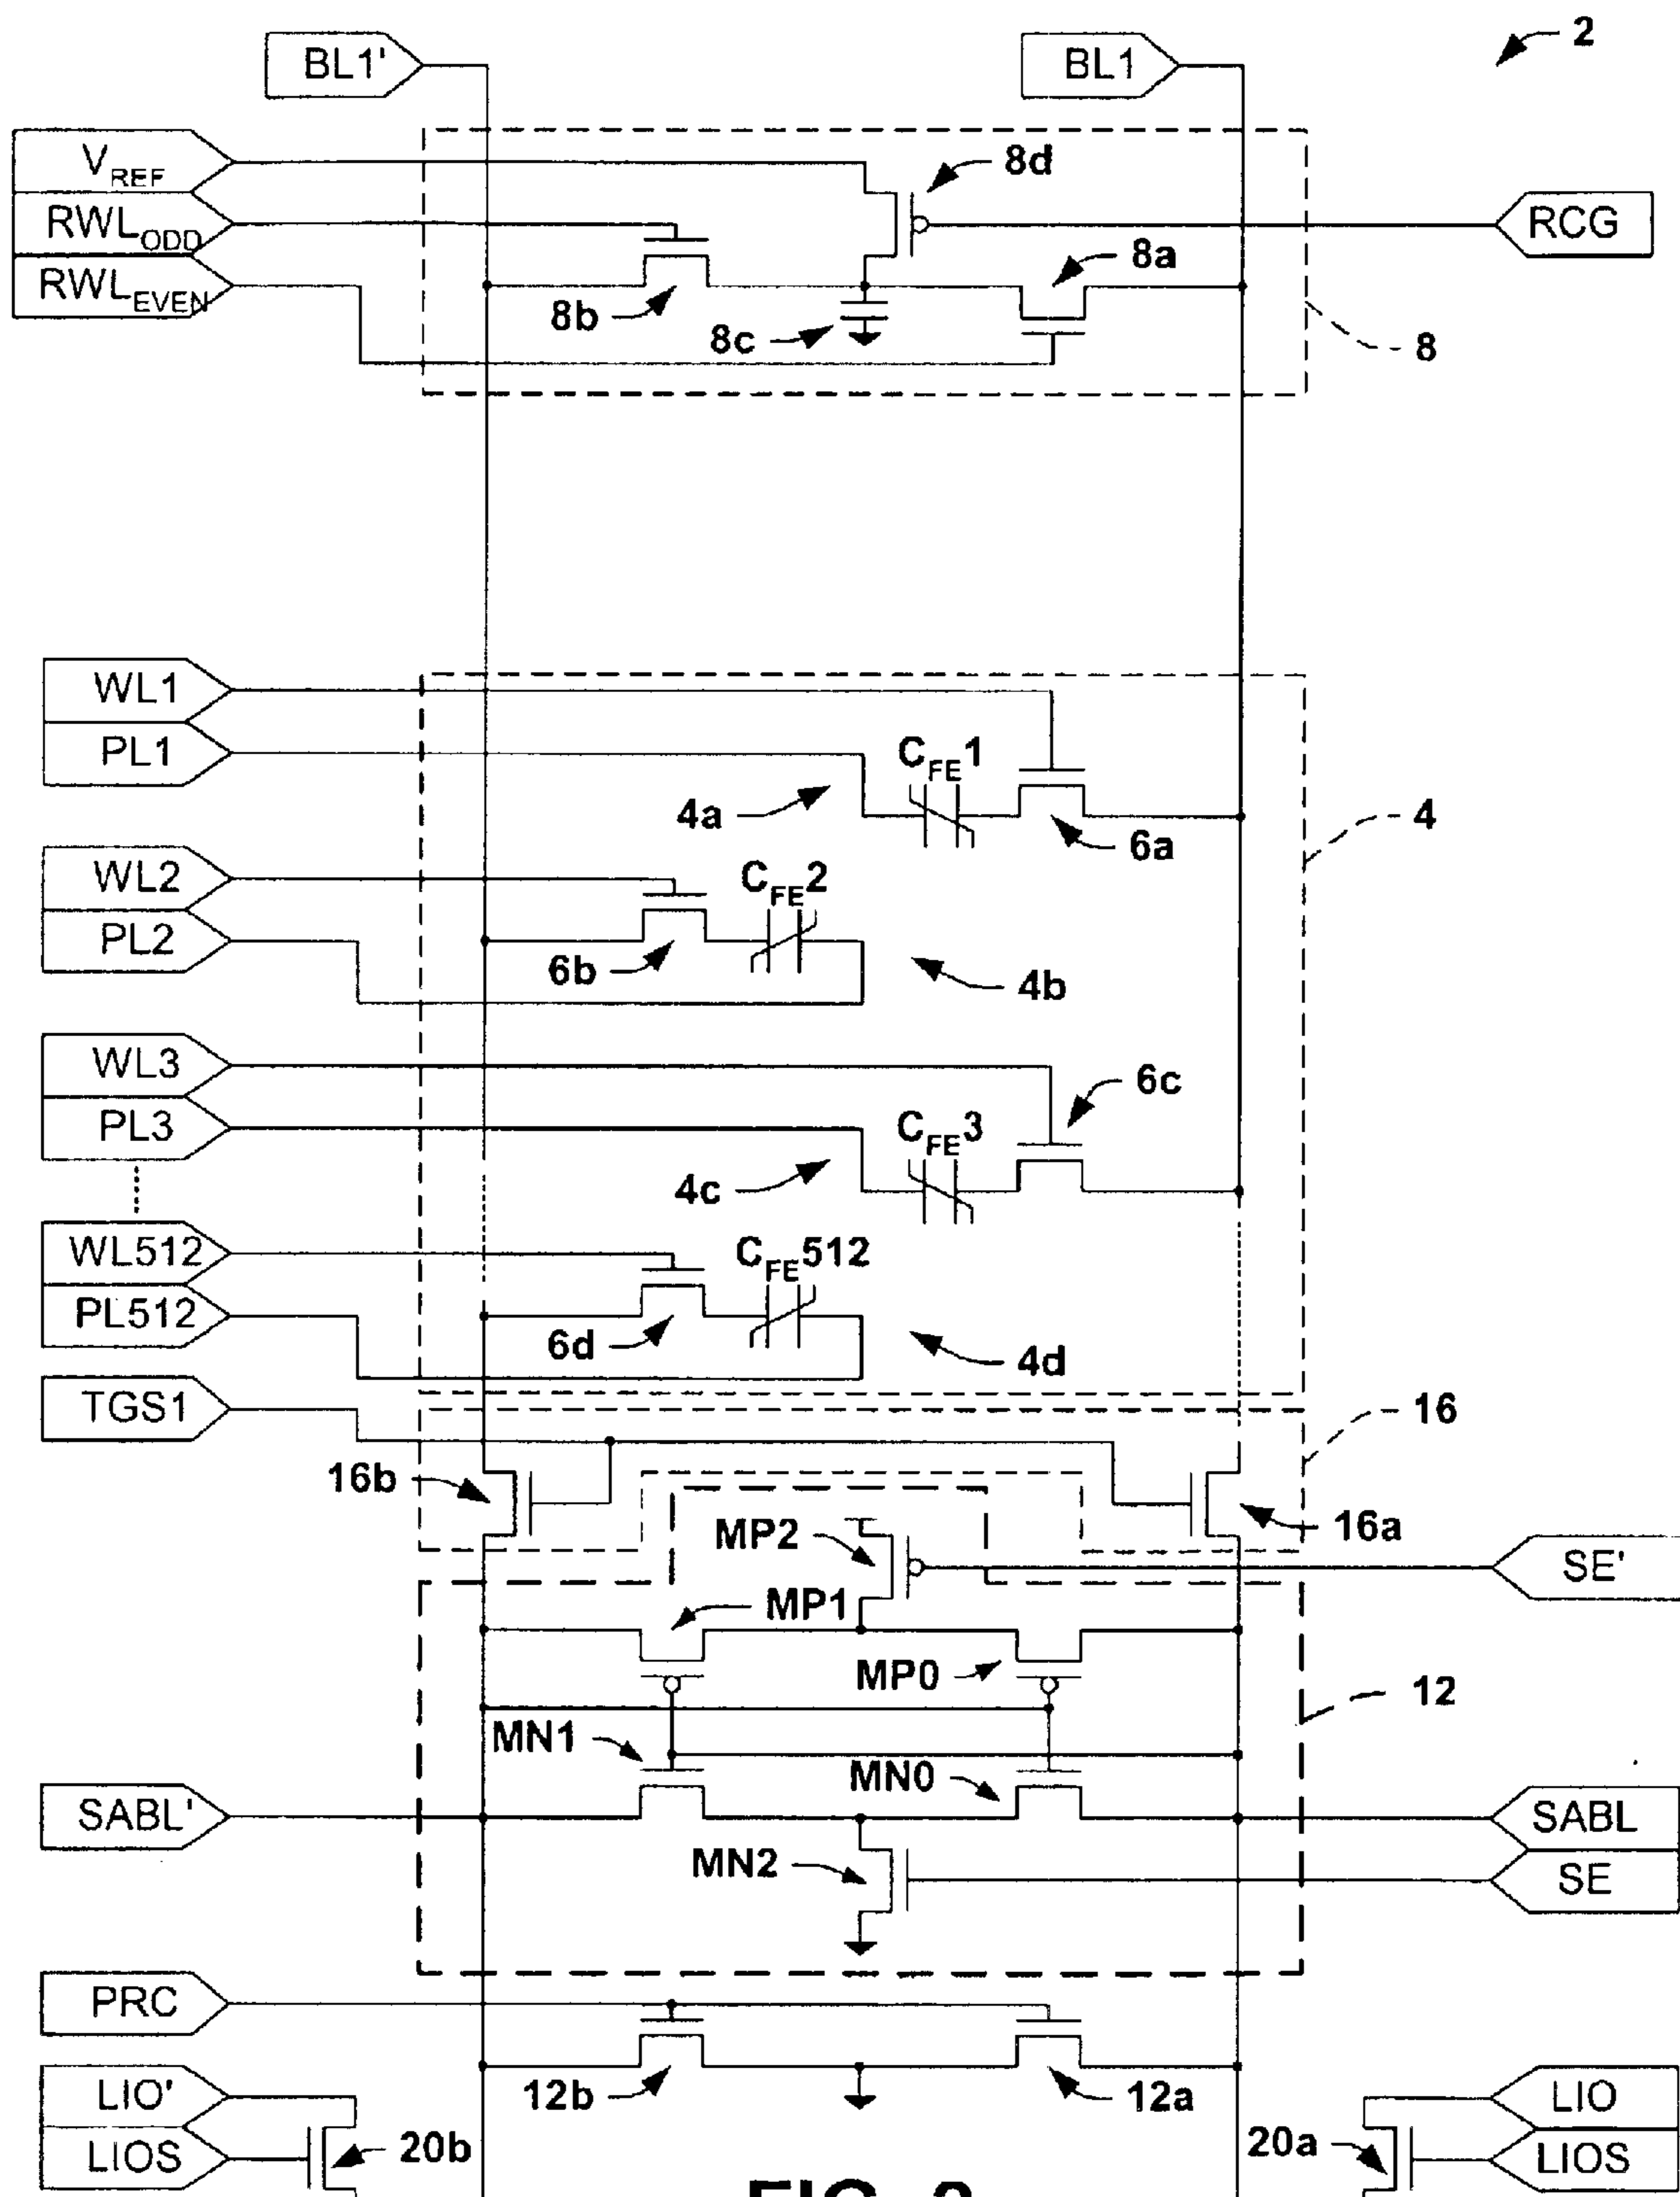 BL1'
BL1
2
VREF
RWLODD
RWLEVEN
8d
RCG
8a
8b
8c
8
WL1
PL1
CFE1
4a
6a
4
WL2
PL2
CFE2
6b
4b
WL3
PL3
6c
CFE3
4c
WL512
PL512
CFE512
6d
4d
TGS1
16
16b
16a
MP2
SE'
MP1
MP0
12
MN1
MN0
SABL'
SABL
MN2
SE
PRC
12b
12a
LIO'
LIO
LIOS
20b
20a
LIOS